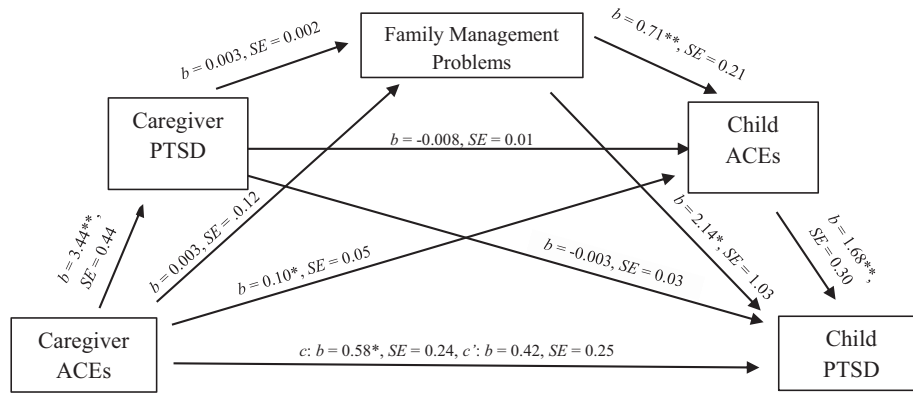 Family Management
Problems
b = 0.003, SE = 0.002
b = 0.71**, SE = 0.21
Caregiver
PTSD
Child
ACEs
b = -0.008, SE = 0.01
b = 3.44**,
SE = 0.44
b = 0.003, SE = .0.12
b = 0.10*, SE = 0.05
b = -0.003, SE = 0.03
b = 2.14*, SE = 1.03
b = 1.68**,
SE = 0.30
Caregiver
ACEs
c: b = 0.58*, SE = 0.24, c’: b = 0.42, SE = 0.25
Child
PTSD